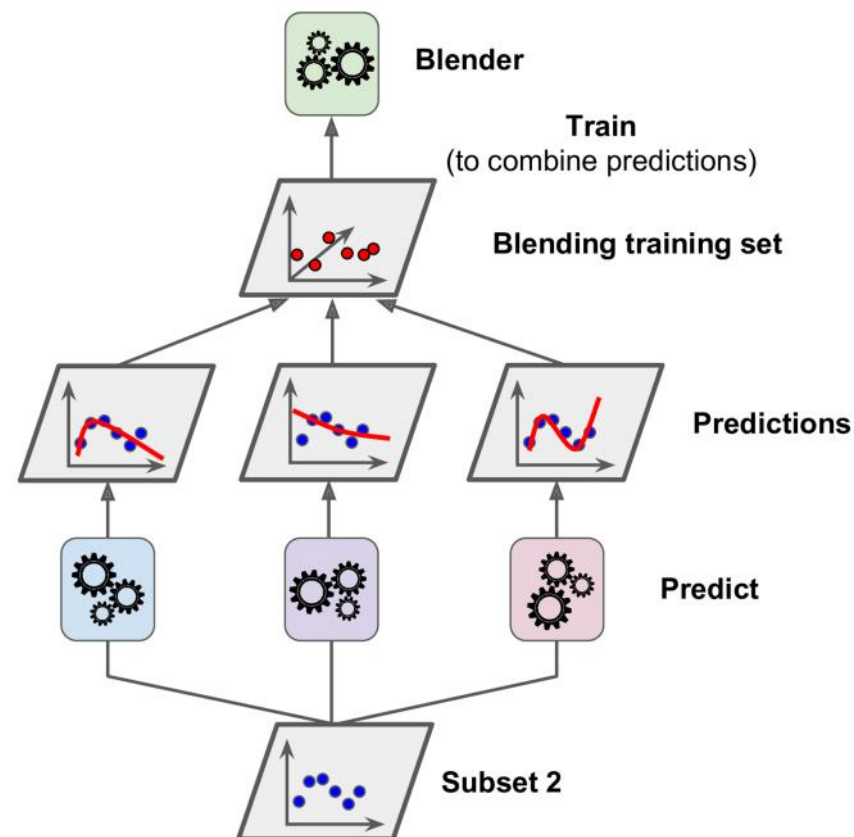 Blender
Train
(to combine predictions)
Blending training set
Predictions
Predict
Subset 2